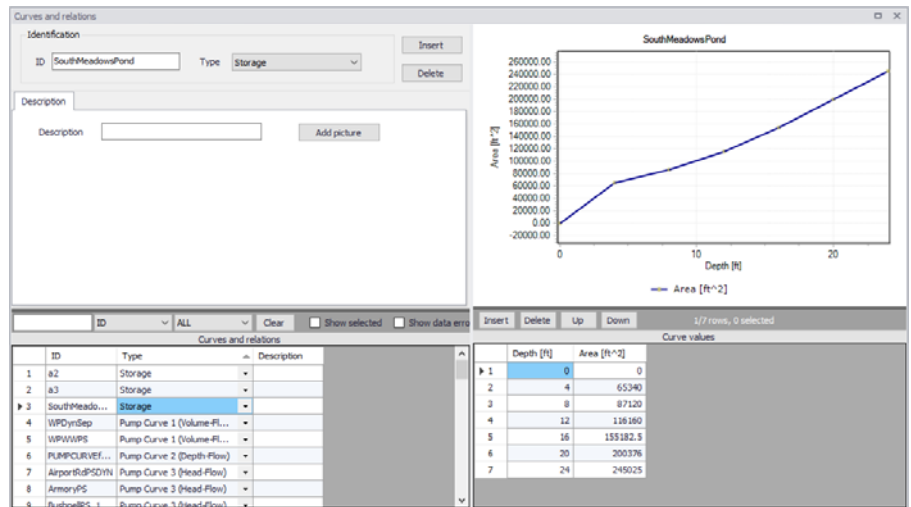 Curves and relations
Identification
ID SouthMeadowsPond Type Storage
Insert
Delete
Description
Description Add picture
SouthMeadowsPond
260000.00
240000.00
220000.00
200000.00
180000.00
160000.00
140000.00
120000.00
100000.00
80000.00
60000.00
40000.00
20000.00
0.00
-20000.00
Area [ft^2]
0 10 20
Depth [ft]
Area [ft^2]
ID ALL Clear Show selected Show data erro
Curves and relations
ID Type Description
1 a2 Storage
2 a3 Storage
3 SouthMeado... Storage
4 WPDynSep Pump Curve 1 (Volume-Fl...
5 WPWWPS Pump Curve 1 (Volume-Fl...
6 PUMPCURVEf... Pump Curve 2 (Depth-Flow)
7 AirportRdPSDYN Pump Curve 3 (Head-Flow)
8 ArmoryPS Pump Curve 3 (Head-Flow)
9 Pump Curve 3 (Head-Flow)
Insert Delete Up Down 1/7 rows, 0 selected
Curve values
Depth [ft] Area [ft^2]
1 0 0
2 4 65340
3 8 87120
4 12 116160
5 16 155182.5
6 20 200376
7 24 245025